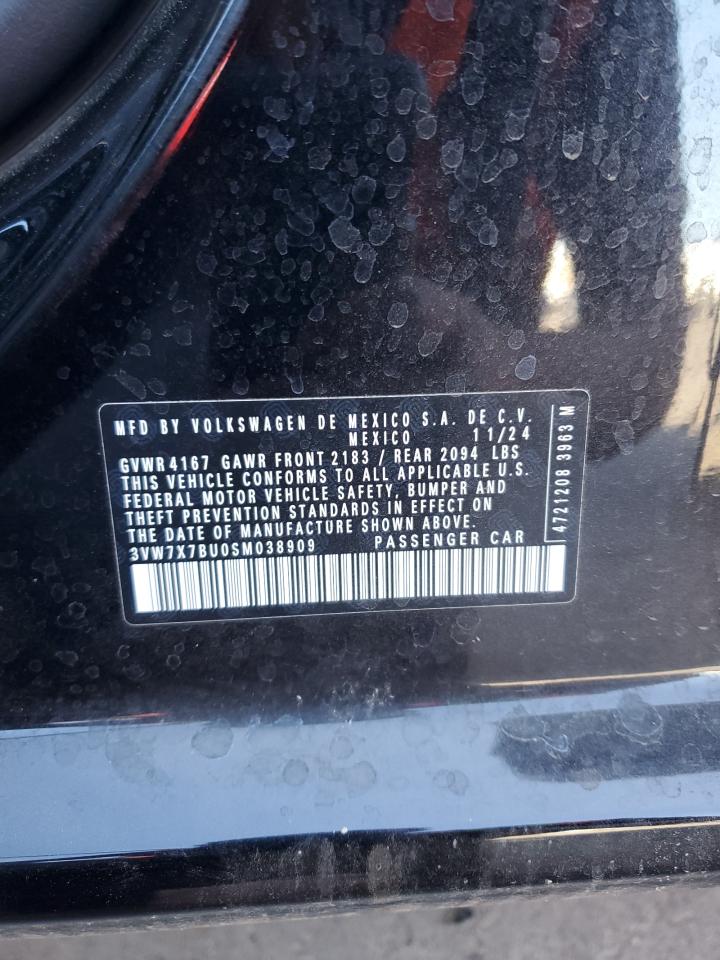 MFD BY VOLKSWAGEN DE MEXICO S.A. DE C.V.
MEXICO 11/24
GVWR 4167 GAWR FRONT 2183 / REAR 2094 LBS
THIS VEHICLE CONFORMS TO ALL APPLICABLE U.S.
FEDERAL MOTOR VEHICLE SAFETY, BUMPER AND
THEFT PREVENTION STANDARDS IN EFFECT ON
THE DATE OF MANUFACTURE SHOWN ABOVE.
3VW7X7BU0SM038909 PASSENGER CAR
4721208 3963 M